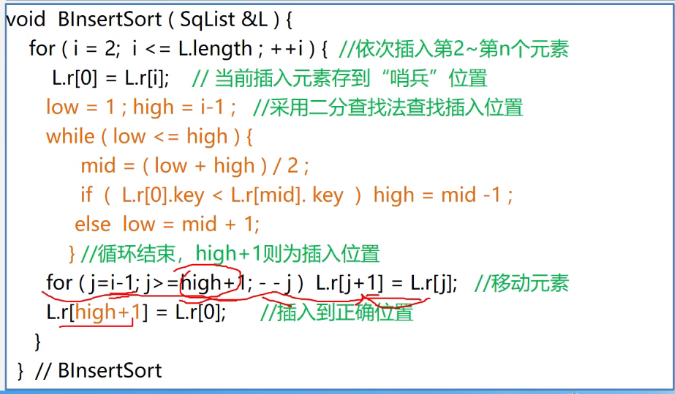 void BInsertSort ( SqList &L ) {
for ( i = 2; i <= L.length ; ++i ) { //依次插入第2~第n个元素
L.r[0] = L.r[i]; // 当前插入元素存到“哨兵”位置
low = 1 ; high = i-1 ; //采用二分查找法查找插入位置
while ( low <= high ) {
mid = ( low + high ) / 2 ;
if ( L.r[0].key < L.r[mid]. key ) high = mid -1 ;
else low = mid + 1;
} //循环结束，high+1则为插入位置
for ( j=i-1; j>=high+1; - - j ) L.r[j+1] = L.r[j]; //移动元素
L.r[high+1] = L.r[0]; //插入到正确位置
}
} // BInsertSort